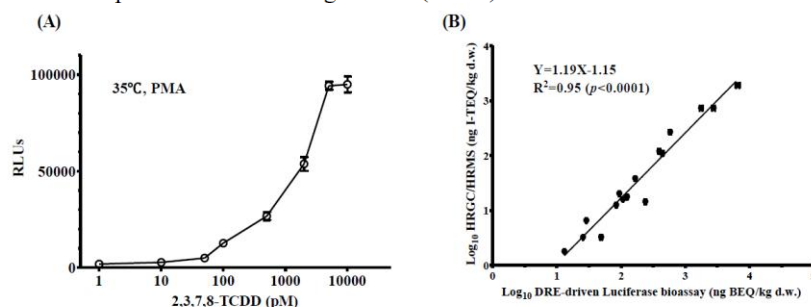 (A)
(B)
35℃, PMA
100000
50000
0
RLUs
1 10 100 1000 10000
2,3,7,8-TCDD (pM)
Y=1.19X-1.15
R²=0.95 (p<0.0001)
4
3
2
1
0
Log₁₀ HRGC/HRMS (ng I-TEQ/kg d.w.)
0 1 2 3 4 5
Log₁₀ DRE-driven Luciferase bioassay (ng BEQ/kg d.w.)